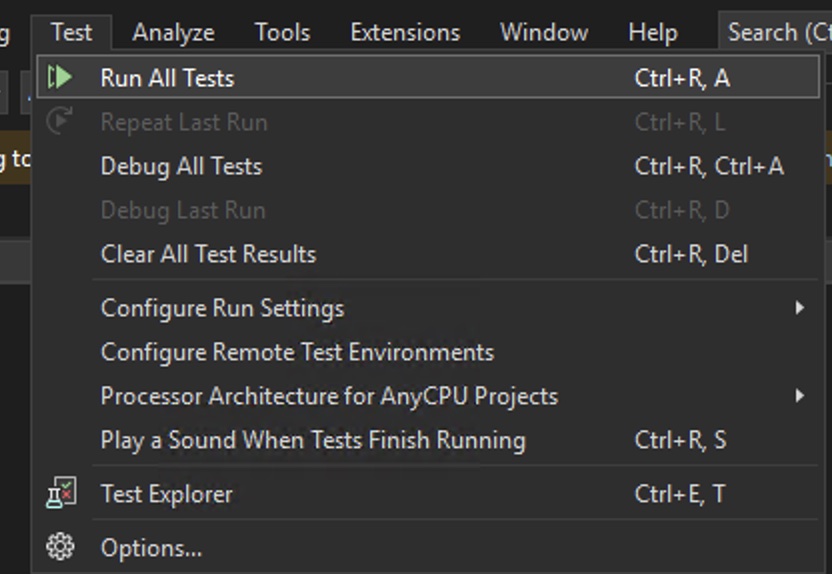 g Test Analyze Tools Extensions Window Help Search (Ct
Run All Tests Ctrl+R, A
Repeat Last Run Ctrl+R, L
g to
Debug All Tests Ctrl+R, Ctrl+A
Debug Last Run Ctrl+R, D
Clear All Test Results Ctrl+R, Del
Configure Run Settings
Configure Remote Test Environments
Processor Architecture for AnyCPU Projects
Play a Sound When Tests Finish Running Ctrl+R, S
Test Explorer Ctrl+E, T
Options...